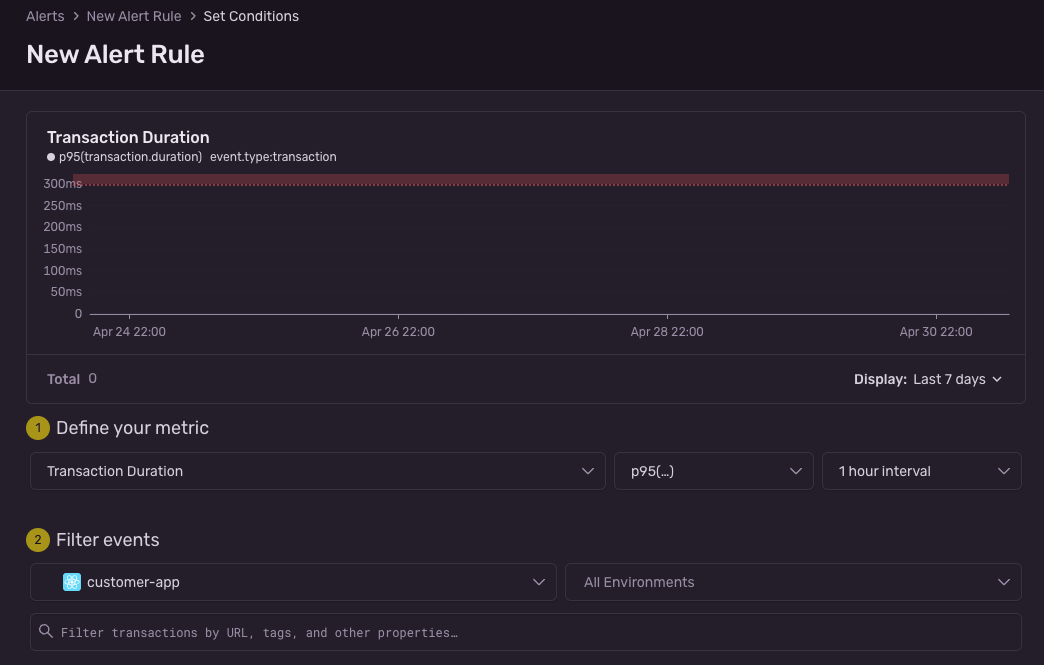 Alerts > New Alert Rule > Set Conditions
New Alert Rule
Transaction Duration
p95(transaction.duration) event.type:transaction
300ms
250ms
200ms
150ms
100ms
50ms
0
Apr 24 22:00 Apr 26 22:00 Apr 28 22:00 Apr 30 22:00
Total 0 Display: Last 7 days
1 Define your metric
Transaction Duration p95(…) 1 hour interval
2 Filter events
customer-app All Environments
Filter transactions by URL, tags, and other properties…